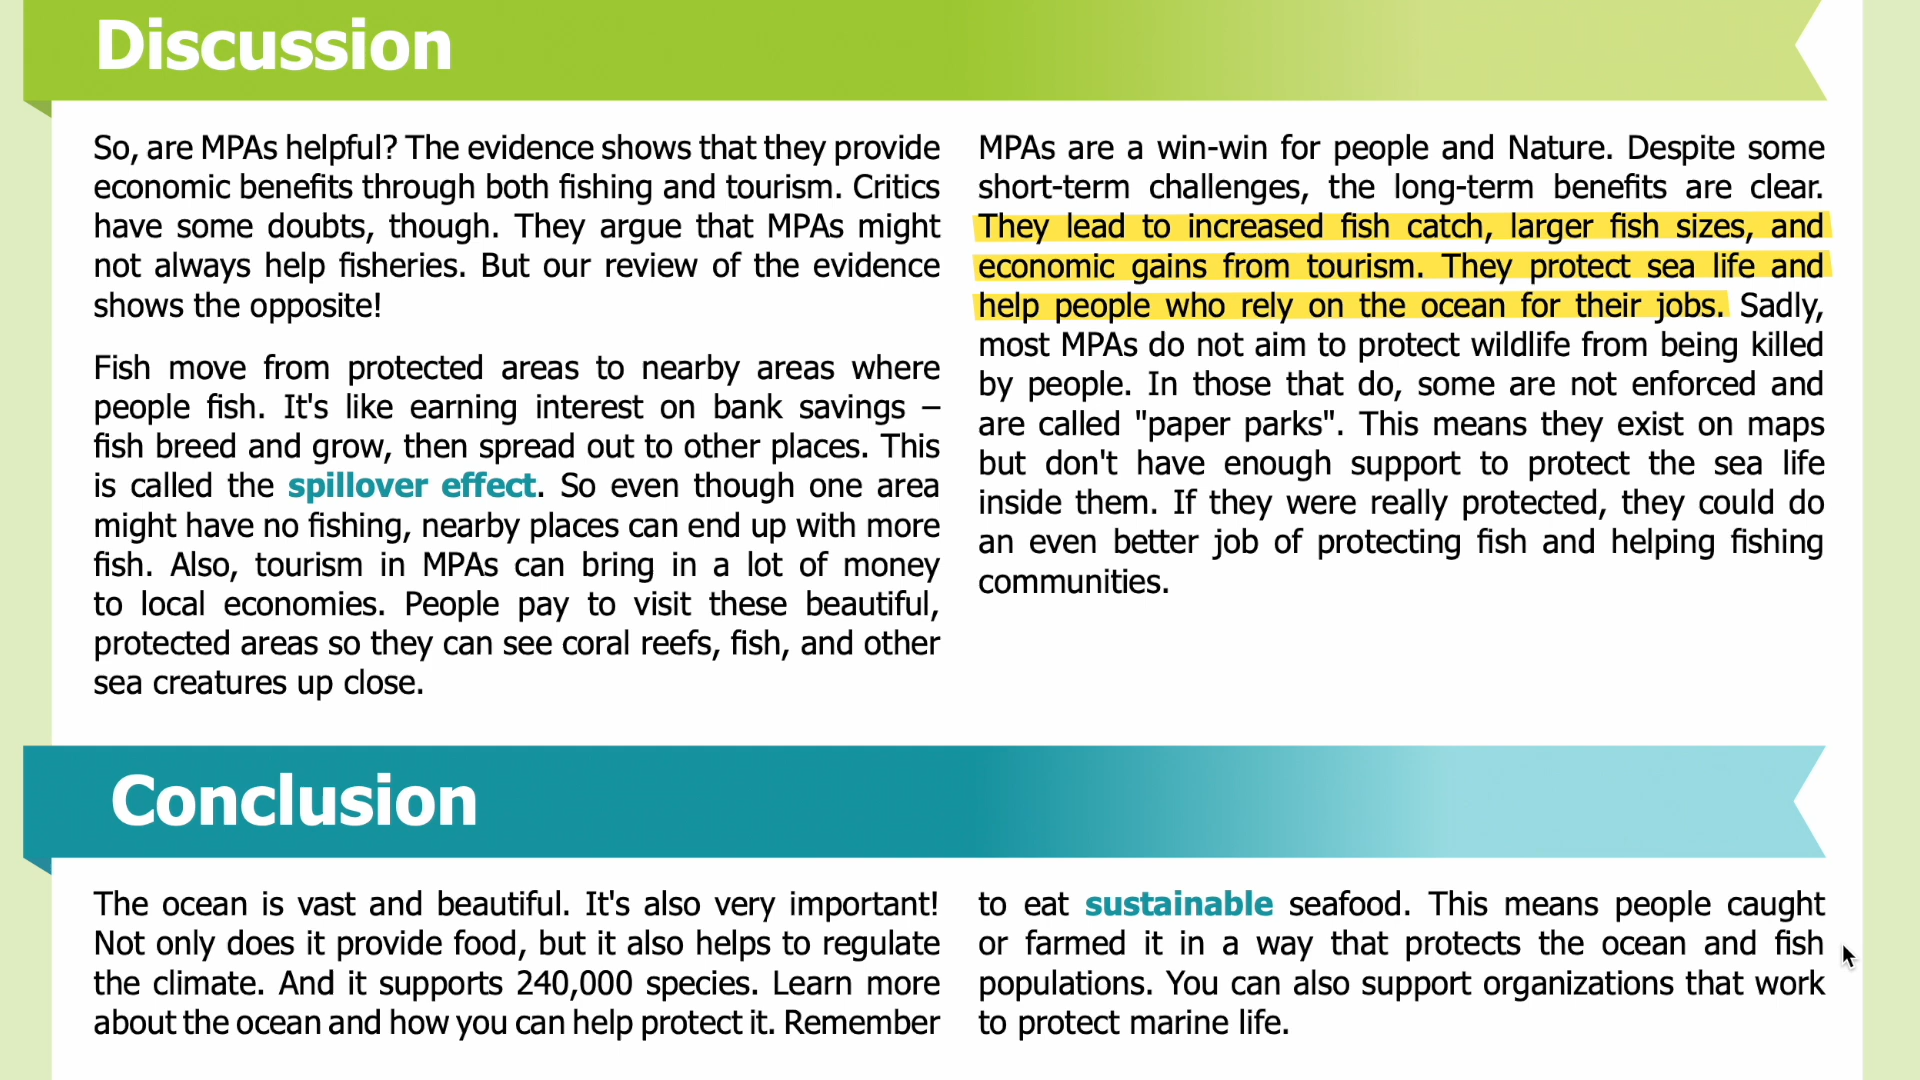 Discussion
So, are MPAs helpful? The evidence shows that they provide
economic benefits through both fishing and tourism. Critics
have some doubts, though. They argue that MPAs might
not always help fisheries. But our review of the evidence
shows the opposite!
Fish move from protected areas to nearby areas where
people fish. It's like earning interest on bank savings –
fish breed and grow, then spread out to other places. This
is called the spillover effect. So even though one area
might have no fishing, nearby places can end up with more
fish. Also, tourism in MPAs can bring in a lot of money
to local economies. People pay to visit these beautiful,
protected areas so they can see coral reefs, fish, and other
sea creatures up close.
MPAs are a win-win for people and Nature. Despite some
short-term challenges, the long-term benefits are clear.
They lead to increased fish catch, larger fish sizes, and
economic gains from tourism. They protect sea life and
help people who rely on the ocean for their jobs. Sadly,
most MPAs do not aim to protect wildlife from being killed
by people. In those that do, some are not enforced and
are called "paper parks". This means they exist on maps
but don't have enough support to protect the sea life
inside them. If they were really protected, they could do
an even better job of protecting fish and helping fishing
communities.
Conclusion
The ocean is vast and beautiful. It's also very important!
Not only does it provide food, but it also helps to regulate
the climate. And it supports 240,000 species. Learn more
about the ocean and how you can help protect it. Remember
to eat sustainable seafood. This means people caught
or farmed it in a way that protects the ocean and fish
populations. You can also support organizations that work
to protect marine life.